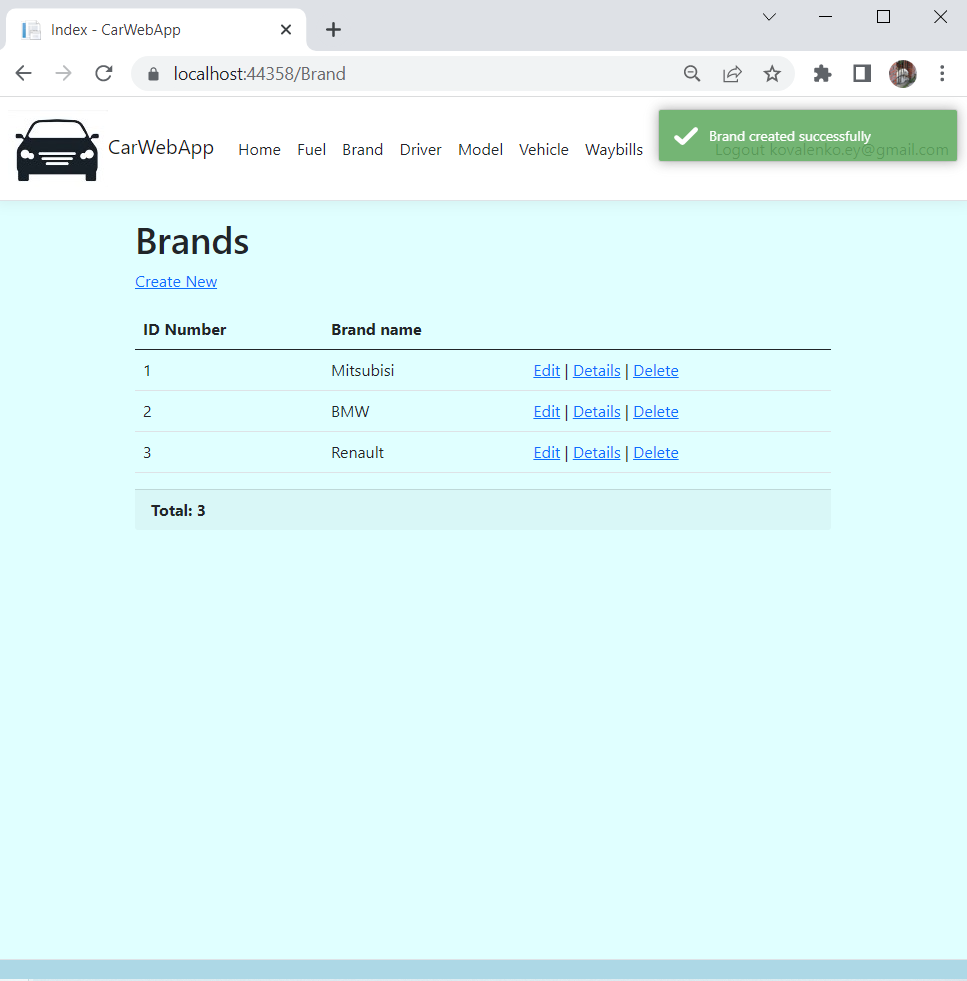 Index - CarWebApp
localhost:44358/Brand
CarWebApp Home Fuel Brand Driver Model Vehicle Waybills
Brand created successfully
Logout kovalenko.ey@gmail.com
Brands
Create New
ID Number Brand name
1 Mitsubisi Edit | Details | Delete
2 BMW Edit | Details | Delete
3 Renault Edit | Details | Delete
Total: 3